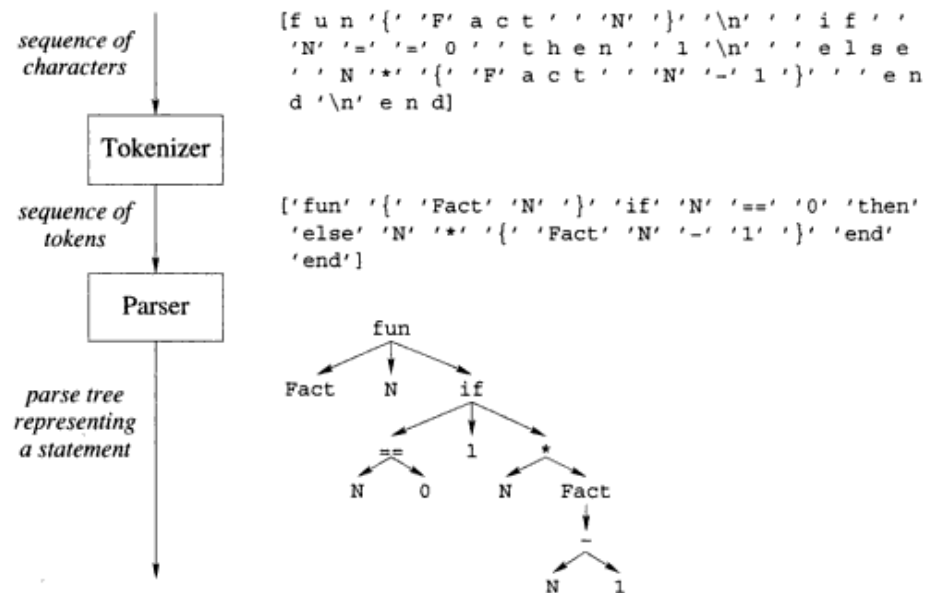 sequence of
characters
[f u n '{' 'F' a c t ' ' 'N' '}' '\n' ' ' i f ' '
'N' '=' '=' 0 ' ' t h e n ' ' 1 '\n' ' ' e l s e
' ' N '*' '{' 'F' a c t ' ' 'N' '-' 1 '}' ' ' e n
d '\n' e n d]
Tokenizer
sequence of
tokens
['fun' '{' 'Fact' 'N' '}' 'if' 'N' '==' '0' 'then'
'else' 'N' '*' '{' 'Fact' 'N' '-' '1' '}' 'end'
'end']
Parser
parse tree
representing
a statement
fun
Fact N if
== 1 *
N 0 N Fact
-
N 1